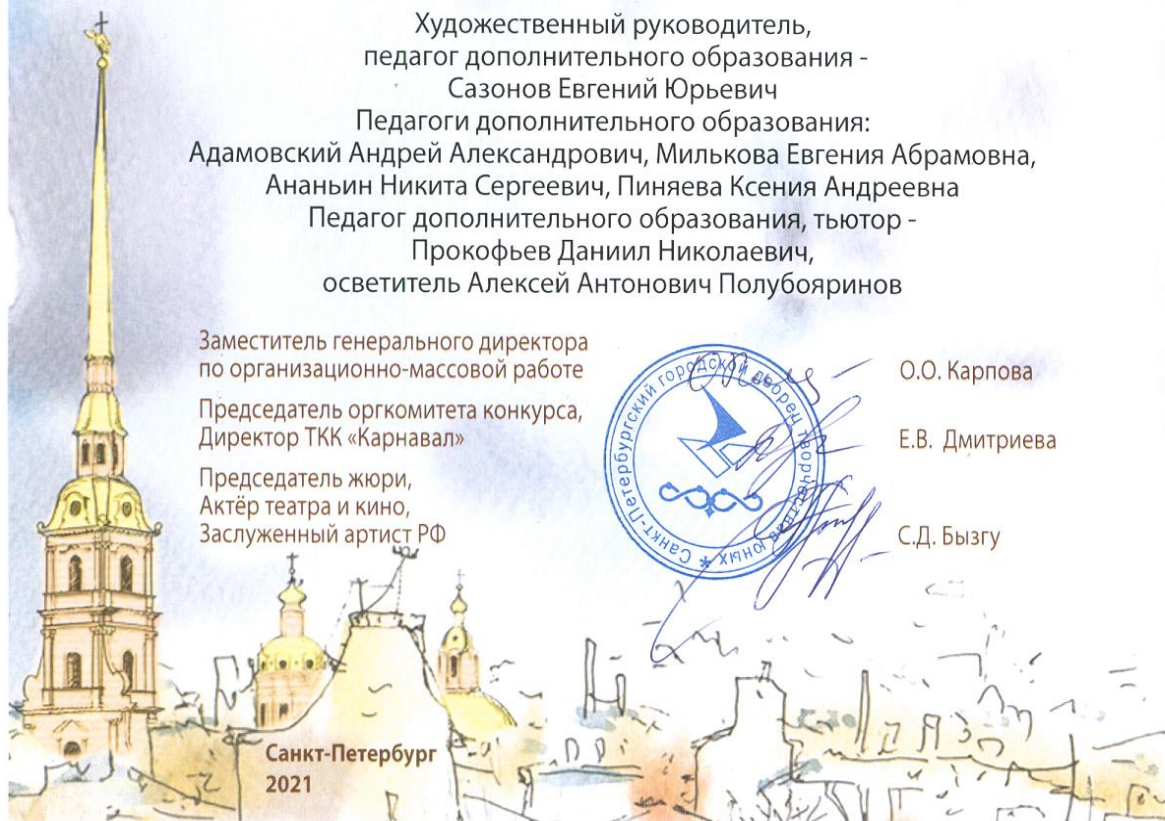 Художественный руководитель,
педагог дополнительного образования -
Сазонов Евгений Юрьевич
Педагоги дополнительного образования:
Адамовский Андрей Александрович, Милькова Евгения Абрамовна,
Ананьин Никита Сергеевич, Пиняева Ксения Андреевна
Педагог дополнительного образования, тьютор -
Прокофьев Даниил Николаевич,
осветитель Алексей Антонович Полубояринов
Заместитель генерального директора
по организационно-массовой работе
О.О. Карпова
Председатель оргкомитета конкурса,
Директор ТКК «Карнавал»
Е.В. Дмитриева
Председатель жюри,
Актёр театра и кино,
Заслуженный артист РФ
С.Д. Бызгу
Санкт-Петербургский городской дворец творчества юных *
Санкт-Петербург
2021